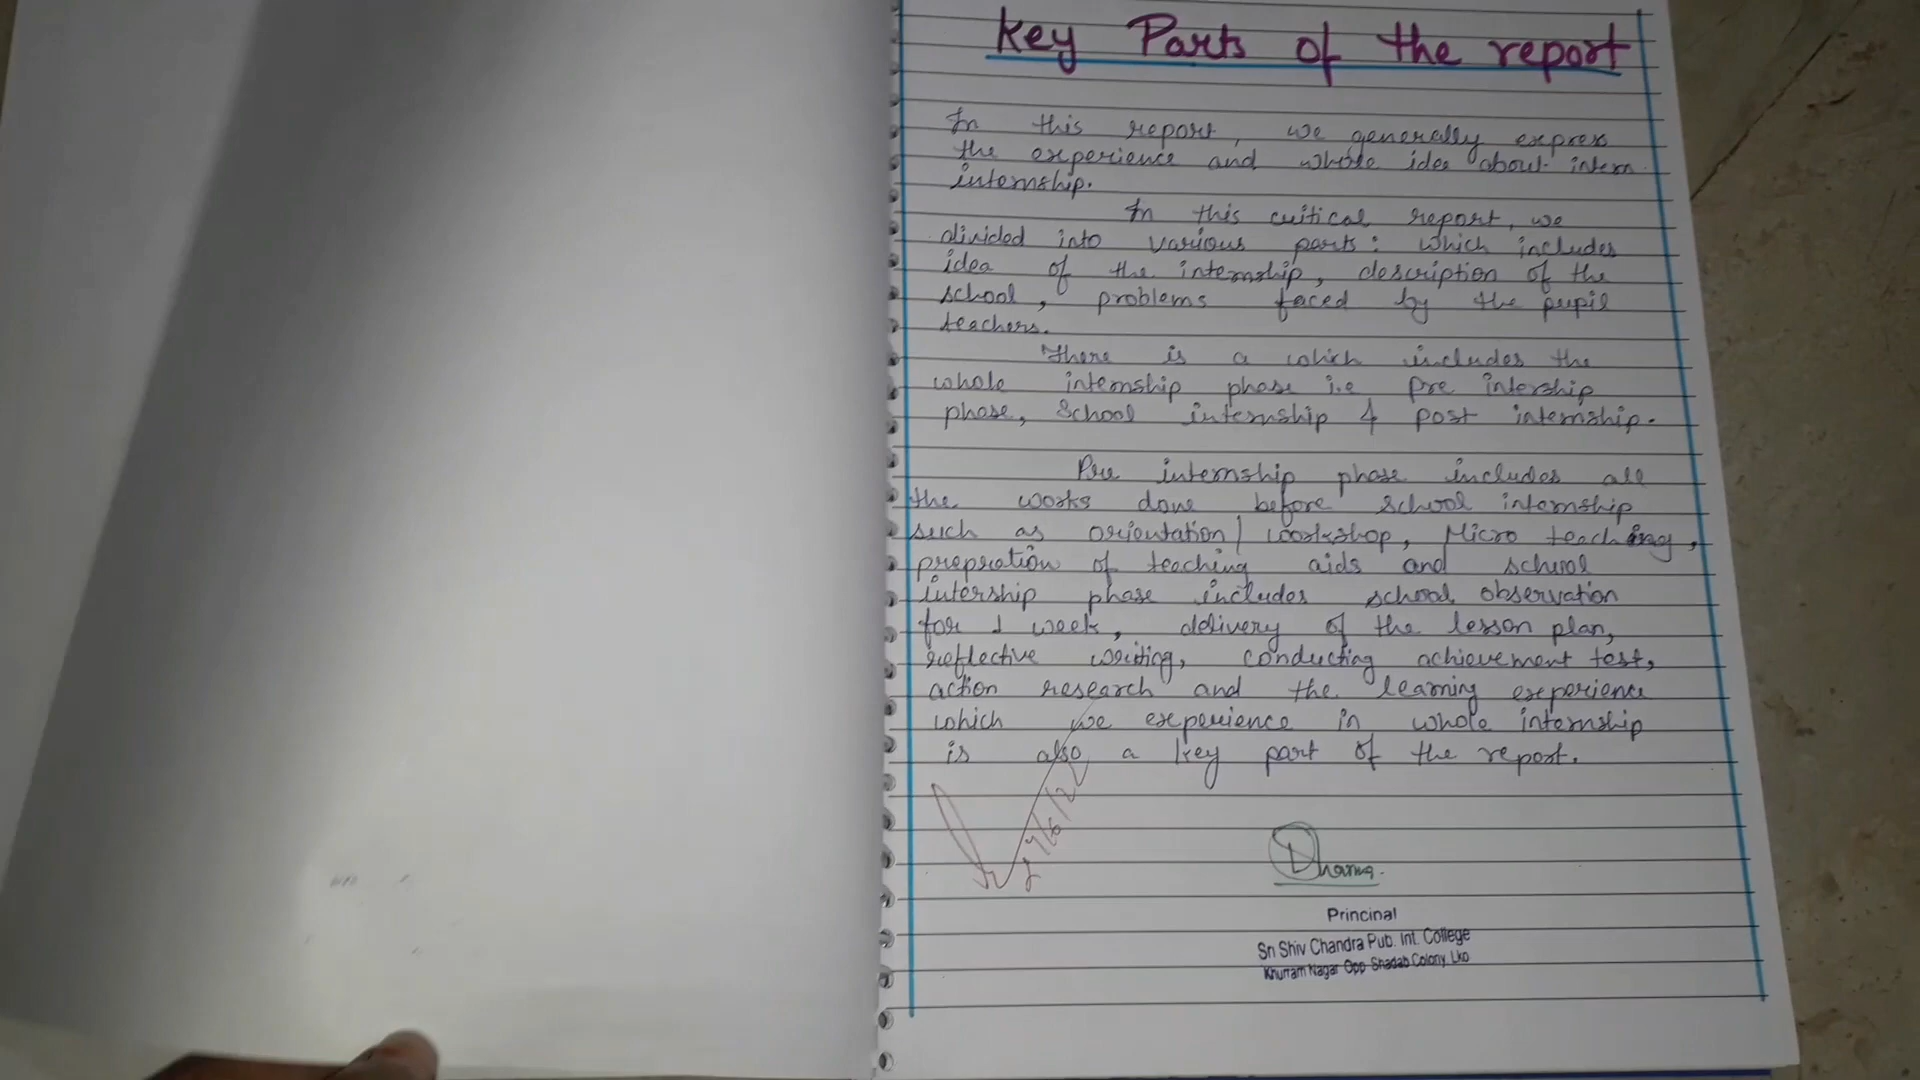 Key Parts of the report
In this report, we generally express
the experience and whole idea about intern
internship.
In this critical report, we
divided into various parts: which includes
idea of the internship, description of the
school, problems faced by the pupil
teachers.
There is a which includes the
whole internship phase i.e pre intership
phase, School internship & post internship.
Pre internship phase includes all
the works done before school internship
such as orientation/workshop, Micro teaching,
prepration of teaching aids and school
intership phase includes school observation
for 1 week, delivery of the lesson plan,
reflective writing, conducting achievement test,
action research and the learning experience
which we experience in whole internship
is also a key part of the report.
Principal
Sri Shiv Chandra Pub. Int. College
Khurram Nagar Opp Shadab Colony, Lko